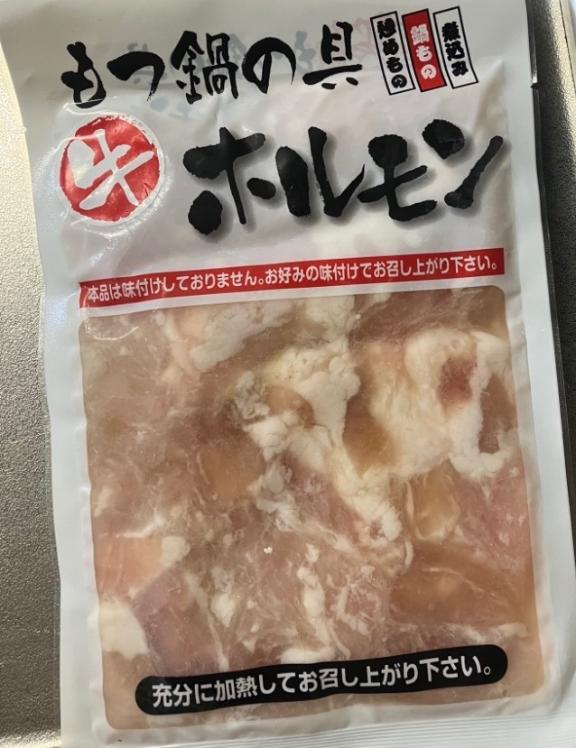 もつ鍋の具
炒めもの
鍋もの
煮込み
牛
ホルモン
本品は味付けしておりません。お好みの味付けでお召し上がり下さい。
充分に加熱してお召し上がり下さい。